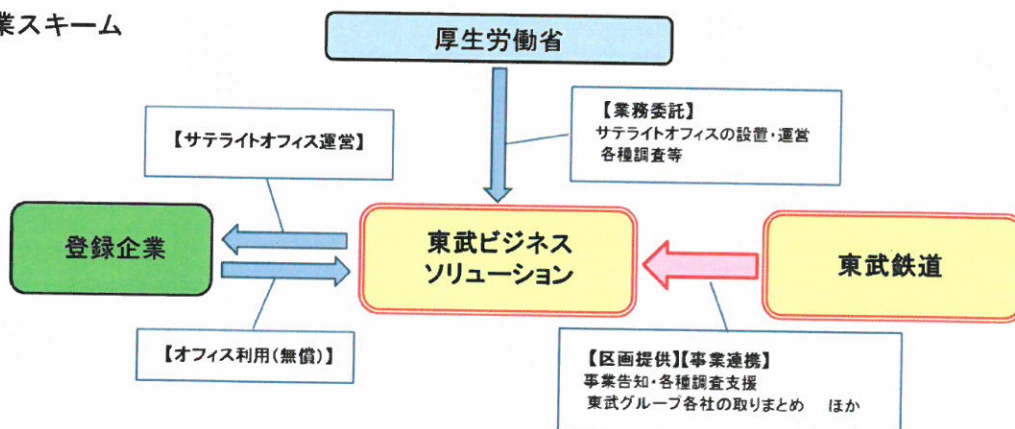 業スキーム
厚生労働省
【業務委託】
サテライトオフィスの設置・運営
各種調査等
【サテライトオフィス運営】
登録企業
東武ビジネス
ソリューション
東武鉄道
【オフィス利用(無償)】
【区画提供】【事業連携】
事業告知・各種調査支援
東武グループ各社の取りまとめ　ほか